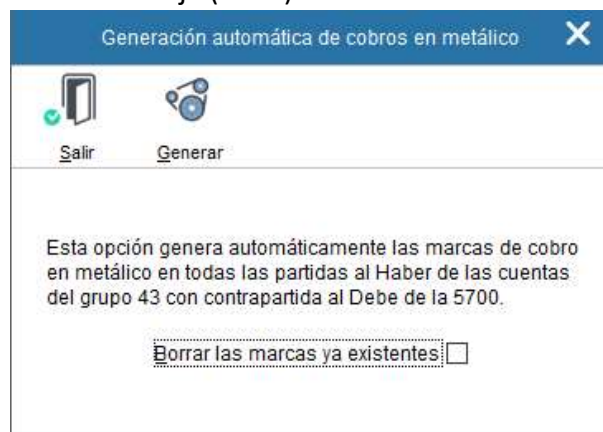 Generación automática de cobros en metálico
Salir Generar
Esta opción genera automáticamente las marcas de cobro
en metálico en todas las partidas al Haber de las cuentas
del grupo 43 con contrapartida al Debe de la 5700.
Borrar las marcas ya existentes